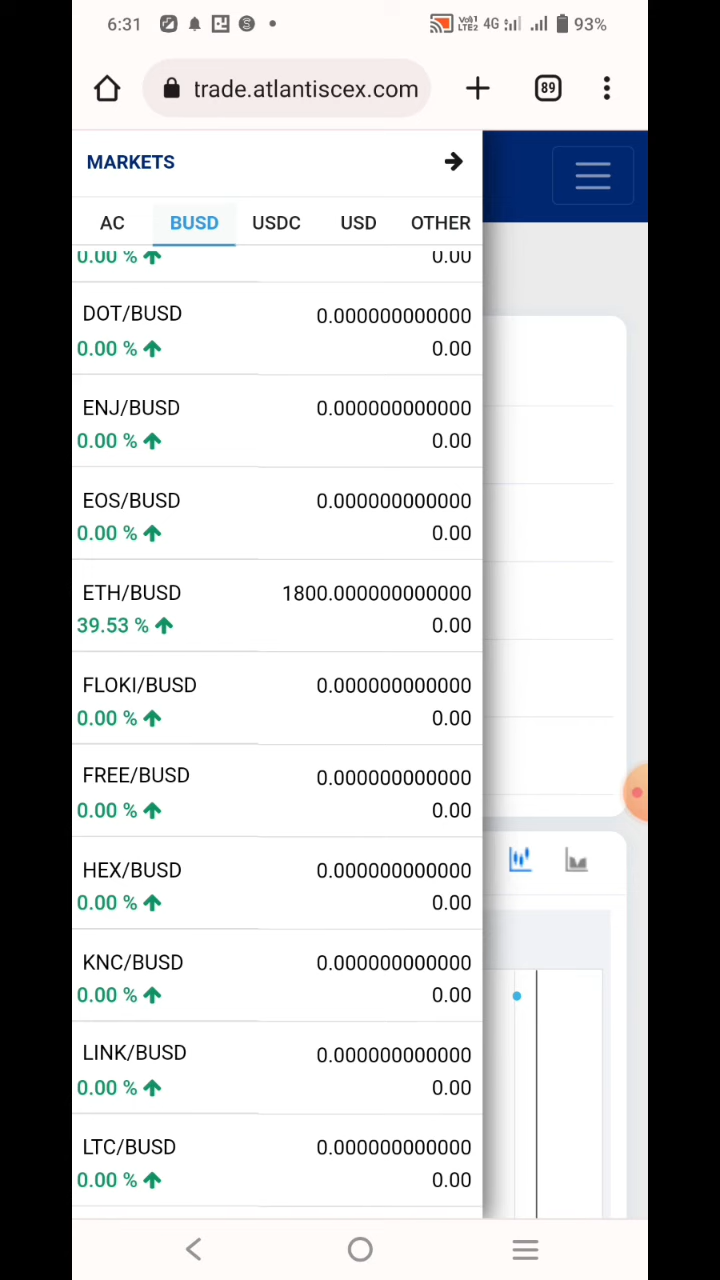 6:31
4G
93%
trade.atlantiscex.com
89
MARKETS
AC BUSD USDC USD OTHER
0.00 % 0.00
DOT/BUSD 0.000000000000
0.00 % 0.00
ENJ/BUSD 0.000000000000
0.00 % 0.00
EOS/BUSD 0.000000000000
0.00 % 0.00
ETH/BUSD 1800.000000000000
39.53 % 0.00
FLOKI/BUSD 0.000000000000
0.00 % 0.00
FREE/BUSD 0.000000000000
0.00 % 0.00
HEX/BUSD 0.000000000000
0.00 % 0.00
KNC/BUSD 0.000000000000
0.00 % 0.00
LINK/BUSD 0.000000000000
0.00 % 0.00
LTC/BUSD 0.000000000000
0.00 % 0.00